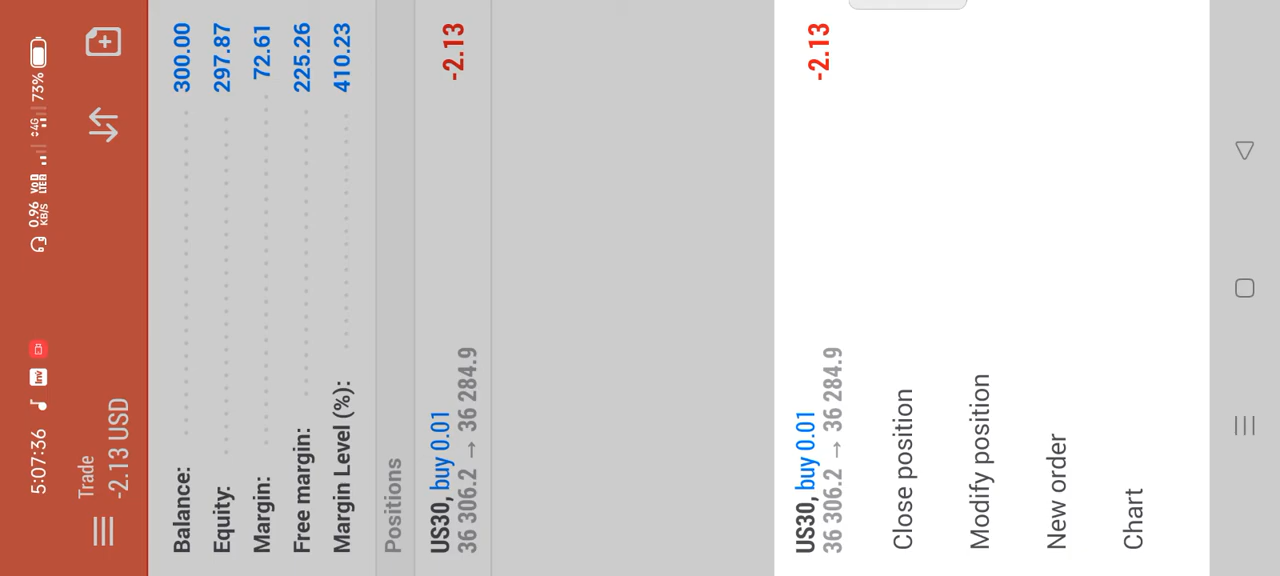 5:07:36 Inv 0.96 KB/S VoD LTE1 4G 73%
Trade
-2.13 USD
Balance: 300.00
Equity: 297.87
Margin: 72.61
Free margin: 225.26
Margin Level (%): 410.23
Positions
US30, buy 0.01 -2.13
36 306.2 → 36 284.9
US30, buy 0.01 -2.13
36 306.2 → 36 284.9
Close position
Modify position
New order
Chart